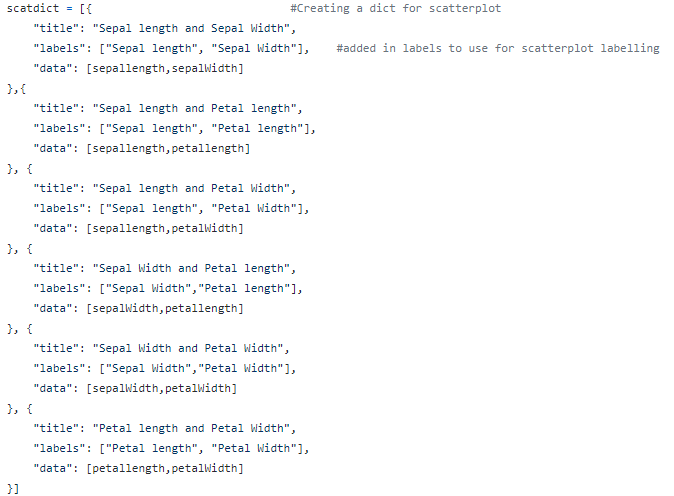 scatdict = [{ #Creating a dict for scatterplot
"title": "Sepal length and Sepal Width",
"labels": ["Sepal length", "Sepal Width"], #added in labels to use for scatterplot labelling
"data": [sepallength,sepalWidth]
},{
"title": "Sepal length and Petal length",
"labels": ["Sepal length", "Petal length"],
"data": [sepallength,petallength]
}, {
"title": "Sepal length and Petal Width",
"labels": ["Sepal length", "Petal Width"],
"data": [sepallength,petalWidth]
}, {
"title": "Sepal Width and Petal length",
"labels": ["Sepal Width","Petal length"],
"data": [sepalWidth,petallength]
}, {
"title": "Sepal Width and Petal Width",
"labels": ["Sepal Width","Petal Width"],
"data": [sepalWidth,petalWidth]
}, {
"title": "Petal length and Petal Width",
"labels": ["Petal length", "Petal Width"],
"data": [petallength,petalWidth]
}]